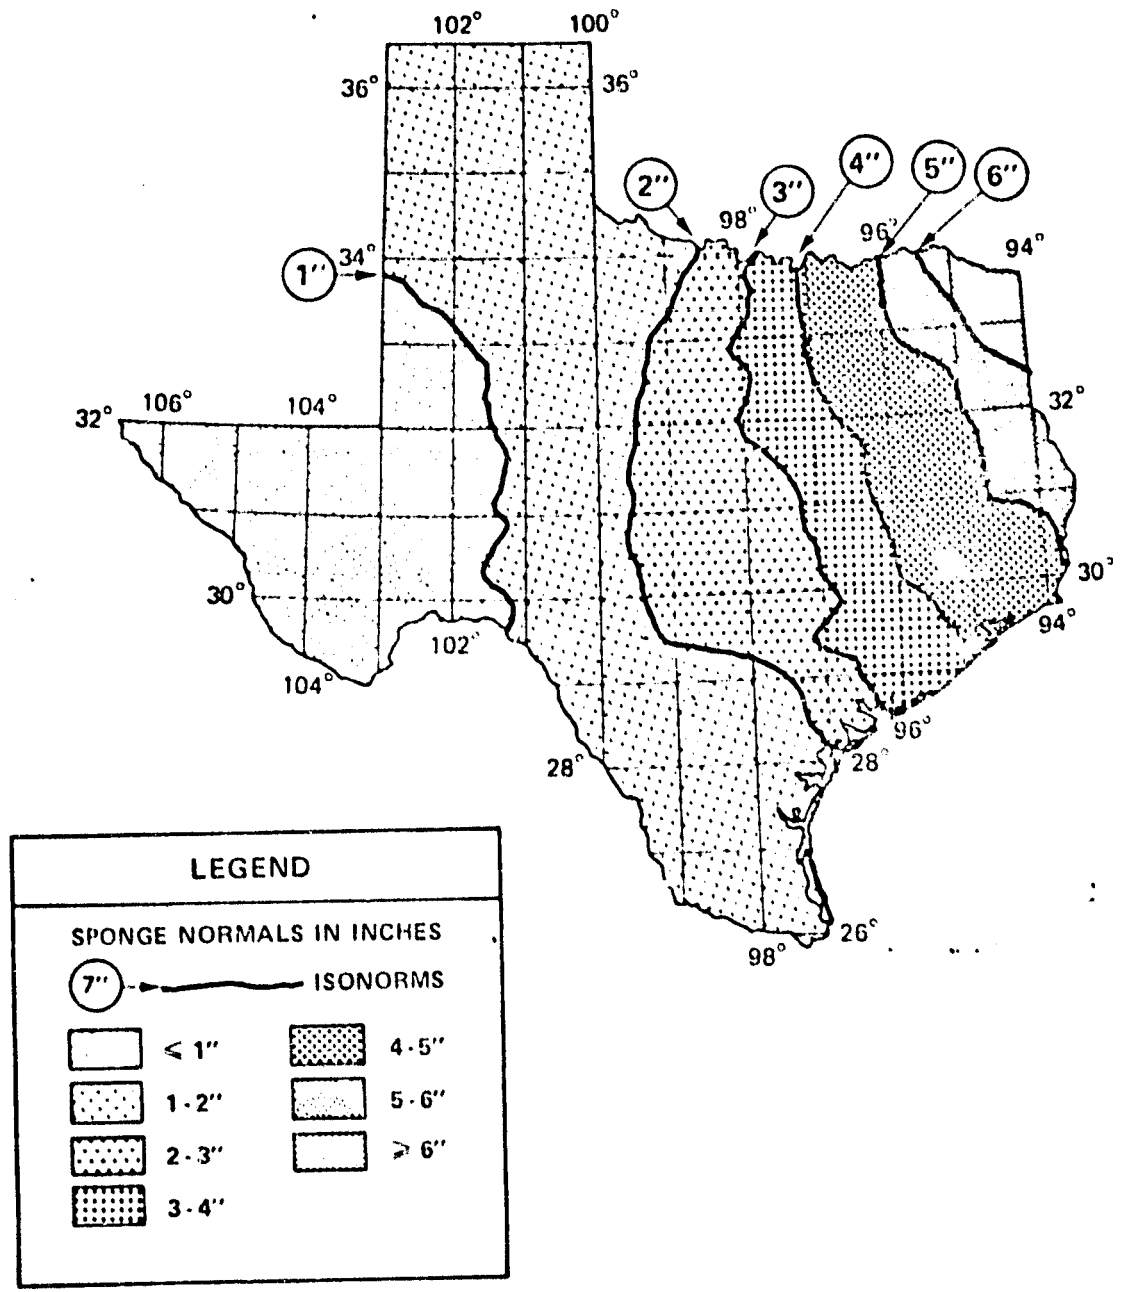 102° 100°
36° 36°
2" 98° 3" 4" 96° 5" 6" 94°
1" 34°
32° 106° 104° 32°
30° 30°
102" 94°
104° 96°
28° 28°
26°
98°
LEGEND
SPONGE NORMALS IN INCHES
7" ISONORMS
⩽ 1" 4-5"
1-2" 5-6"
2-3" ⩾ 6"
3-4"